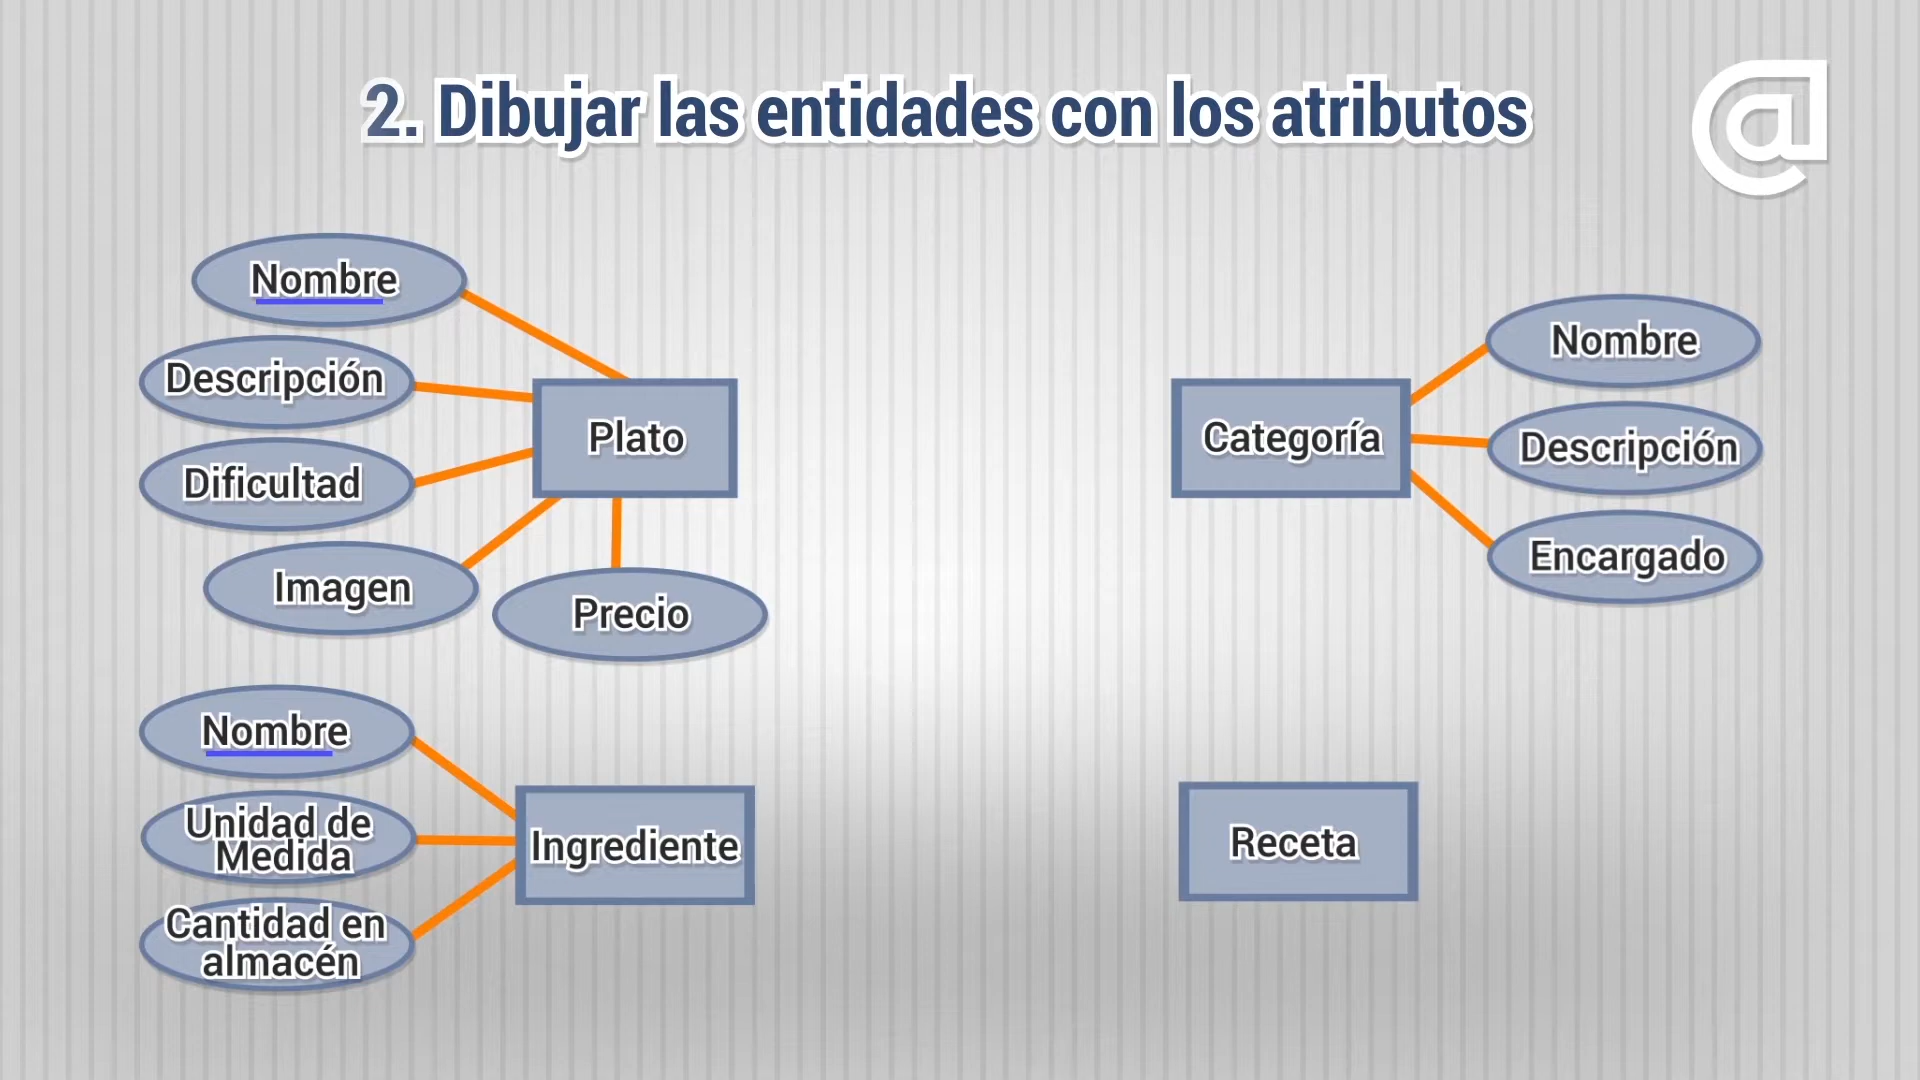 2. Dibujar las entidades con los atributos
Nombre
Descripción
Dificultad
Imagen
Precio
Plato
Categoría
Nombre
Descripción
Encargado
Nombre
Unidad de
Medida
Cantidad en
almacén
Ingrediente
Receta